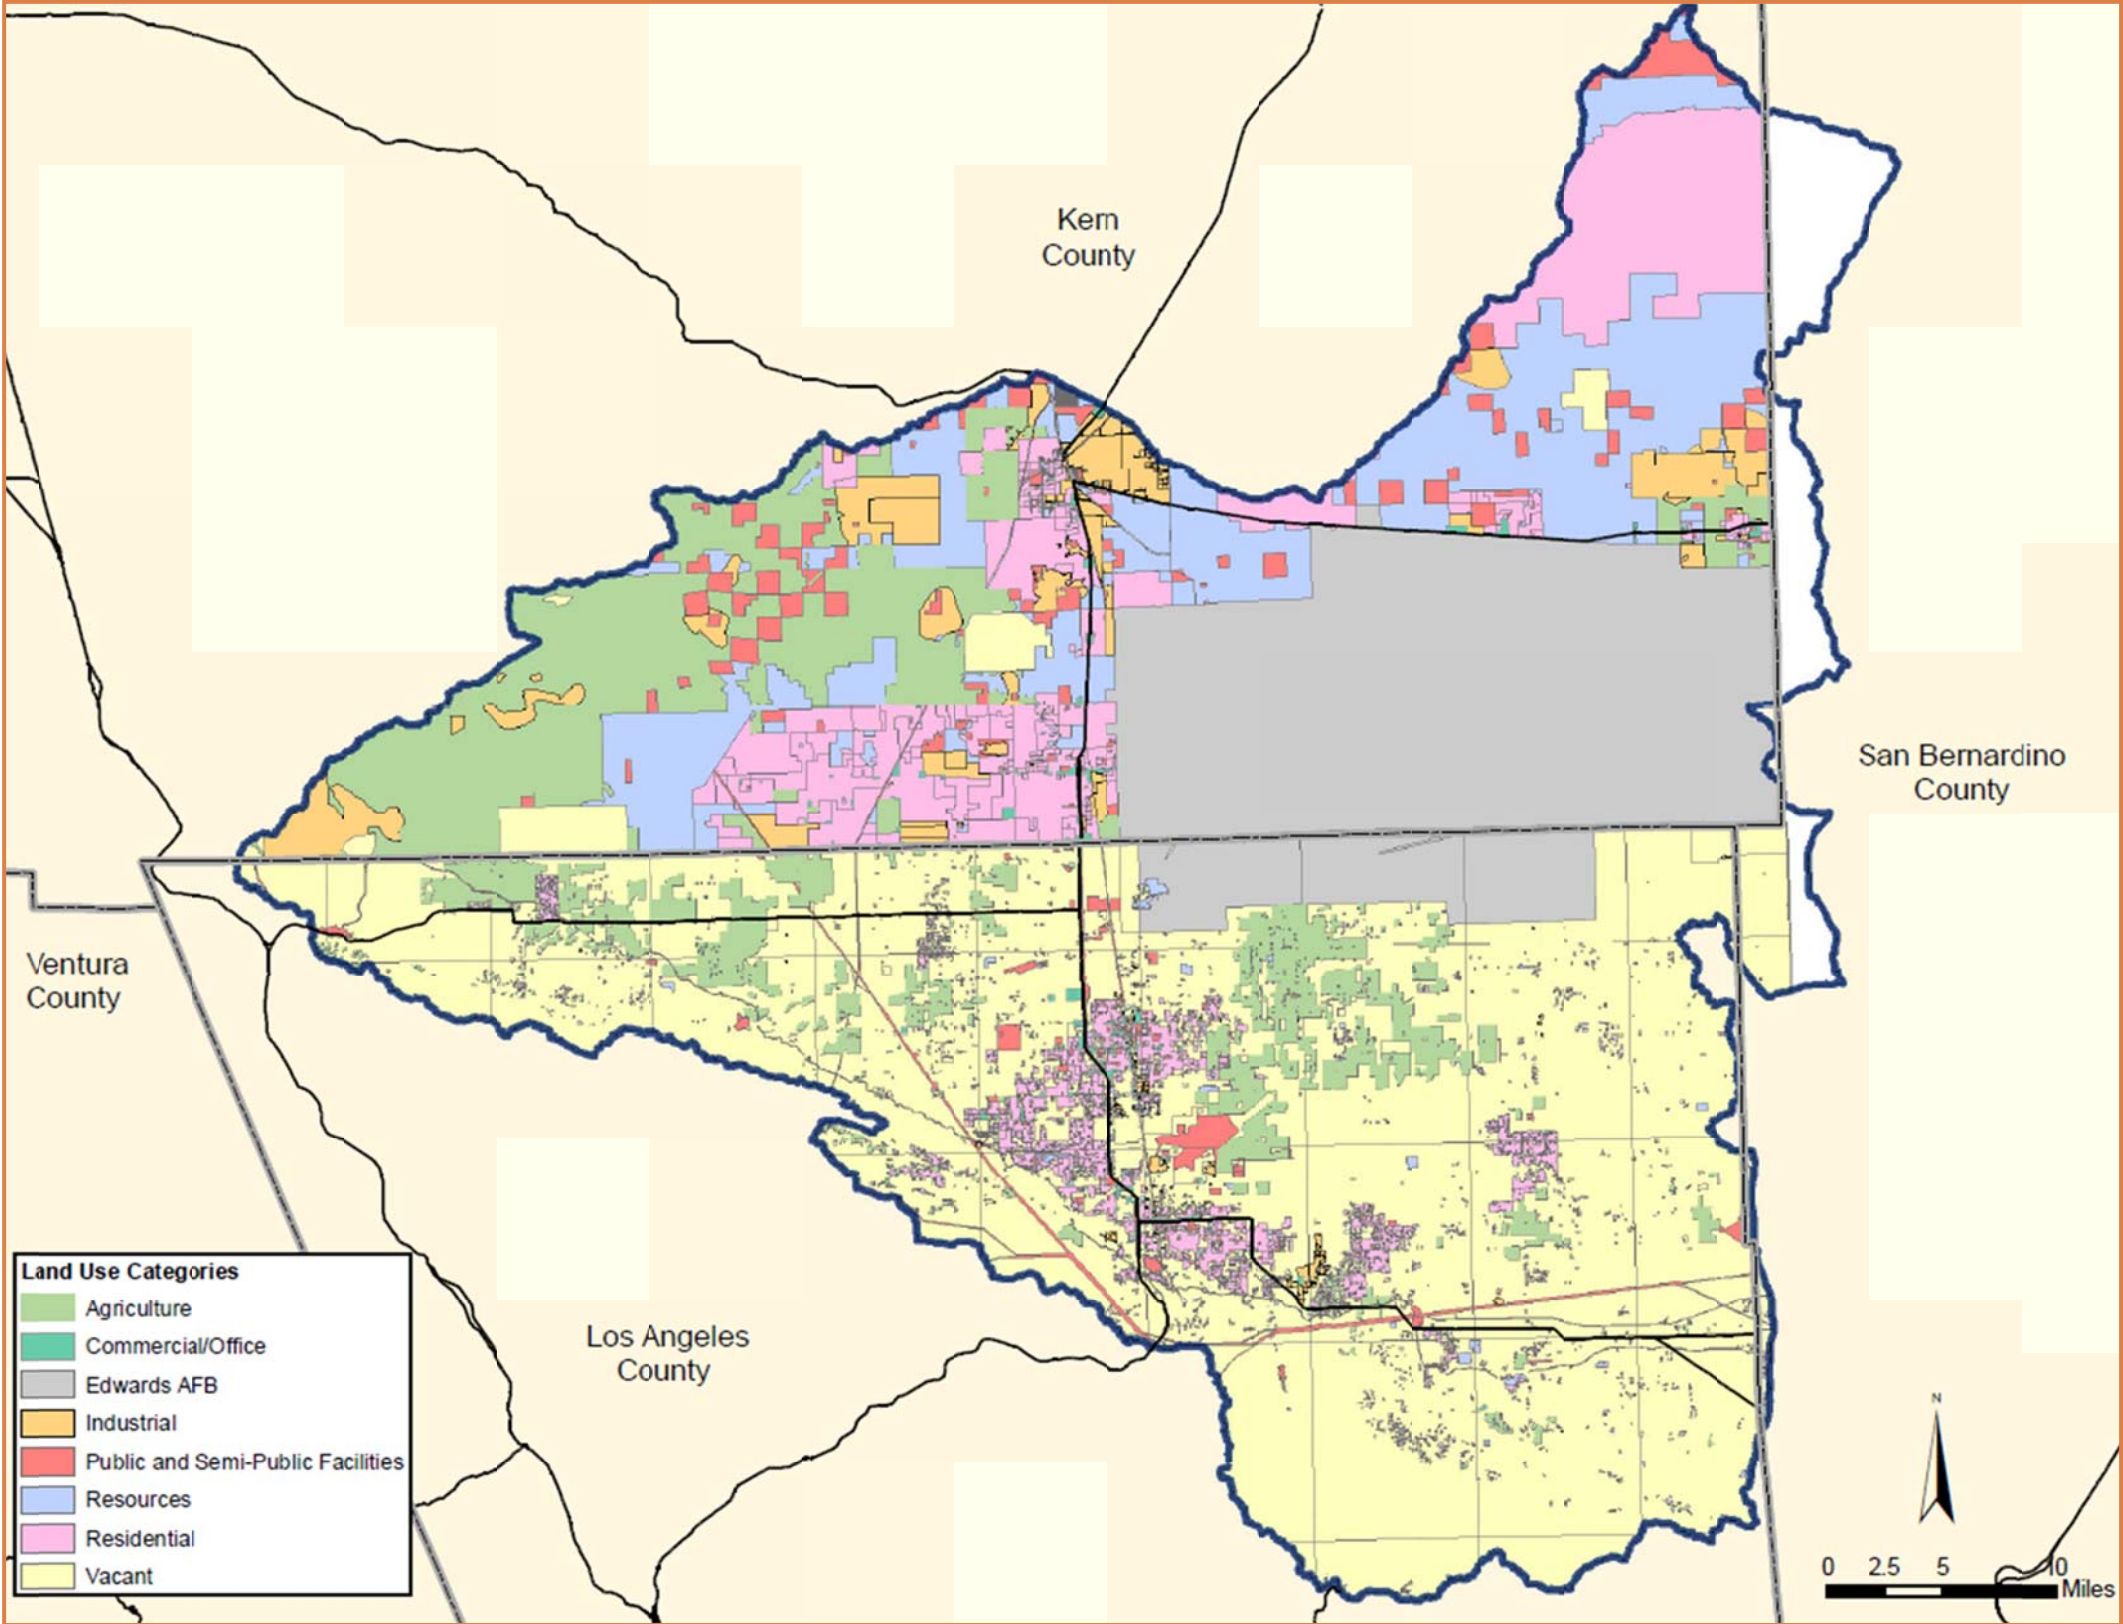 Kern
County
San Bernardino
County
Ventura
County
Los Angeles
County
Land Use Categories
Agriculture
Commercial/Office
Edwards AFB
Industrial
Public and Semi-Public Facilities
Resources
Residential
Vacant
N
0 2.5 5 10
Miles